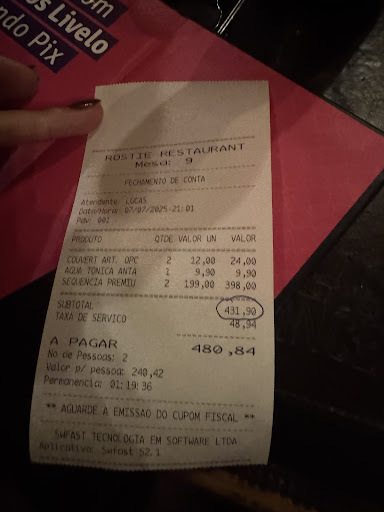 os Livelo
ndo Pix
ROSTIE RESTAURANT
Mesa: 9
FECHAMENTO DE CONTA
Atendente: LUCAS
Data/Hora: 07/07/2025-21:01
Pdv: 001
PRODUTO QTDE VALOR UN VALOR
COUVERT ART. OPC 2 12,00 24,00
AGUA TONICA ANTA 1 9,90 9,90
SEQUENCIA PREMIU 2 199,00 398,00
SUBTOTAL 431,90
TAXA DE SERVICO 48,94
A PAGAR 480,84
No de Pessoas: 2
Valor p/ pessoa: 240,42
Permanencia: 01:19:36
** AGUARDE A EMISSAO DO CUPOM FISCAL **
SWFAST TECNOLOGIA EM SOFTWARE LTDA
Aplicativo: Swfast 52.1